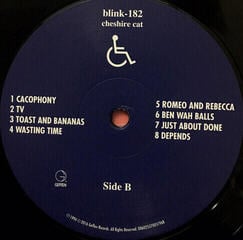 blink-182
cheshire cat
1 CACOPHONY
2 TV
3 TOAST AND BANANAS
4 WASTING TIME
5 ROMEO AND REBECCA
6 BEN WAH BALLS
7 JUST ABOUT DONE
8 DEPENDS
GEFFEN
Side B